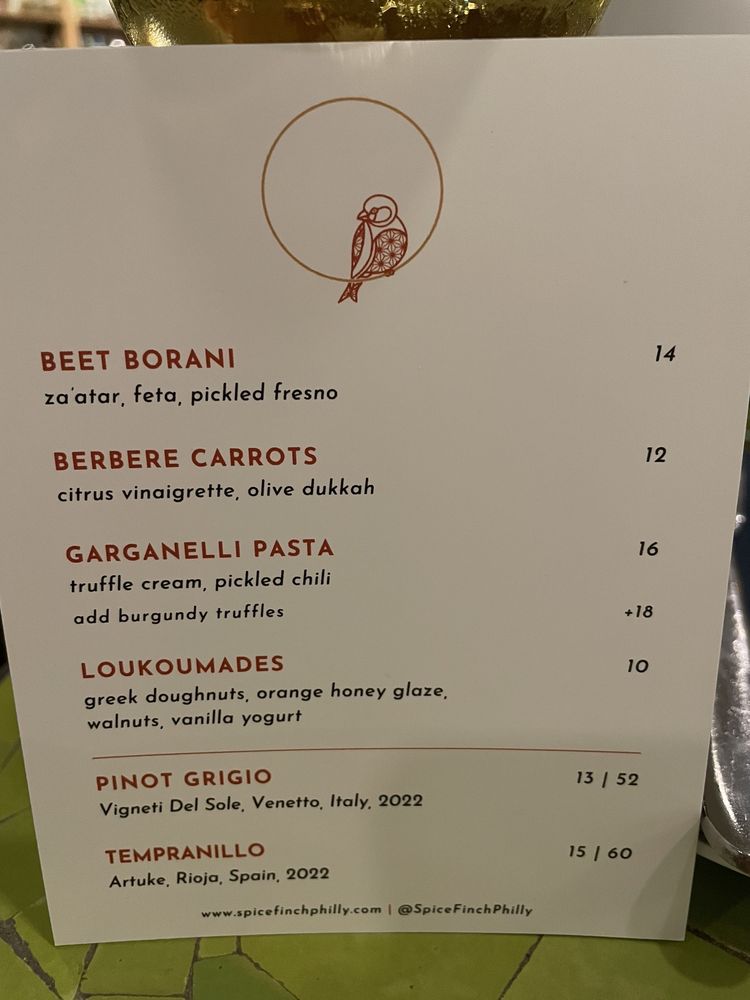 BEET BORANI 14
za'atar, feta, pickled fresno
BERBERE CARROTS 12
citrus vinaigrette, olive dukkah
GARGANELLI PASTA 16
truffle cream, pickled chili
add burgundy truffles +18
LOUKOUMADES 10
greek doughnuts, orange honey glaze,
walnuts, vanilla yogurt
PINOT GRIGIO 13 | 52
Vigneti Del Sole, Venetto, Italy, 2022
TEMPRANILLO 15 | 60
Artuke, Rioja, Spain, 2022
www.spicefinchphilly.com | @SpiceFinchPhilly